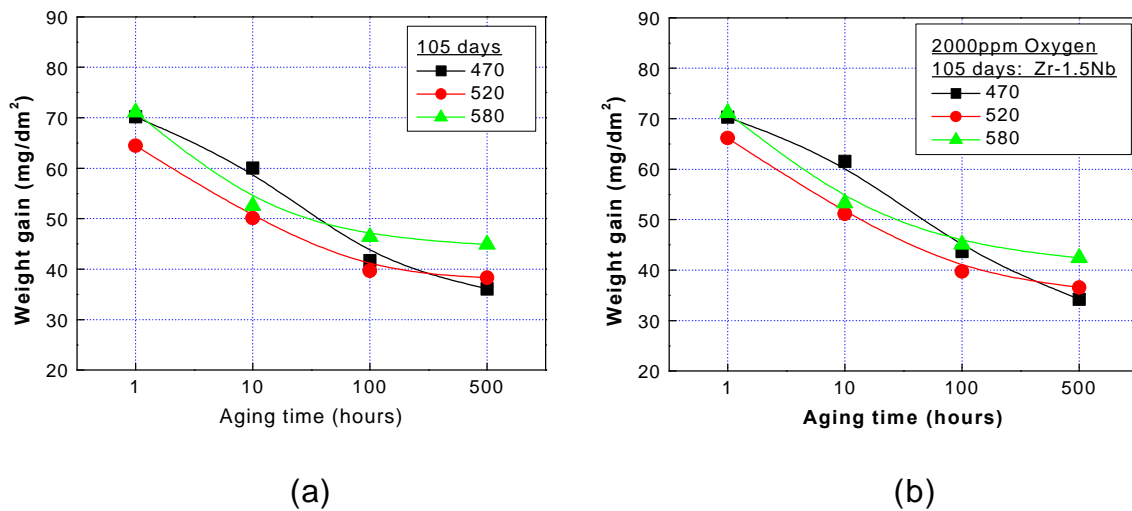 90
80
70
60
50
40
30
20
Weight gain (mg/dm²)
1 10 100 500
Aging time (hours)
105 days
470
520
580
(a)
90
80
70
60
50
40
30
20
Weight gain (mg/dm²)
1 10 100 500
Aging time (hours)
2000ppm Oxygen
105 days: Zr-1.5Nb
470
520
580
(b)